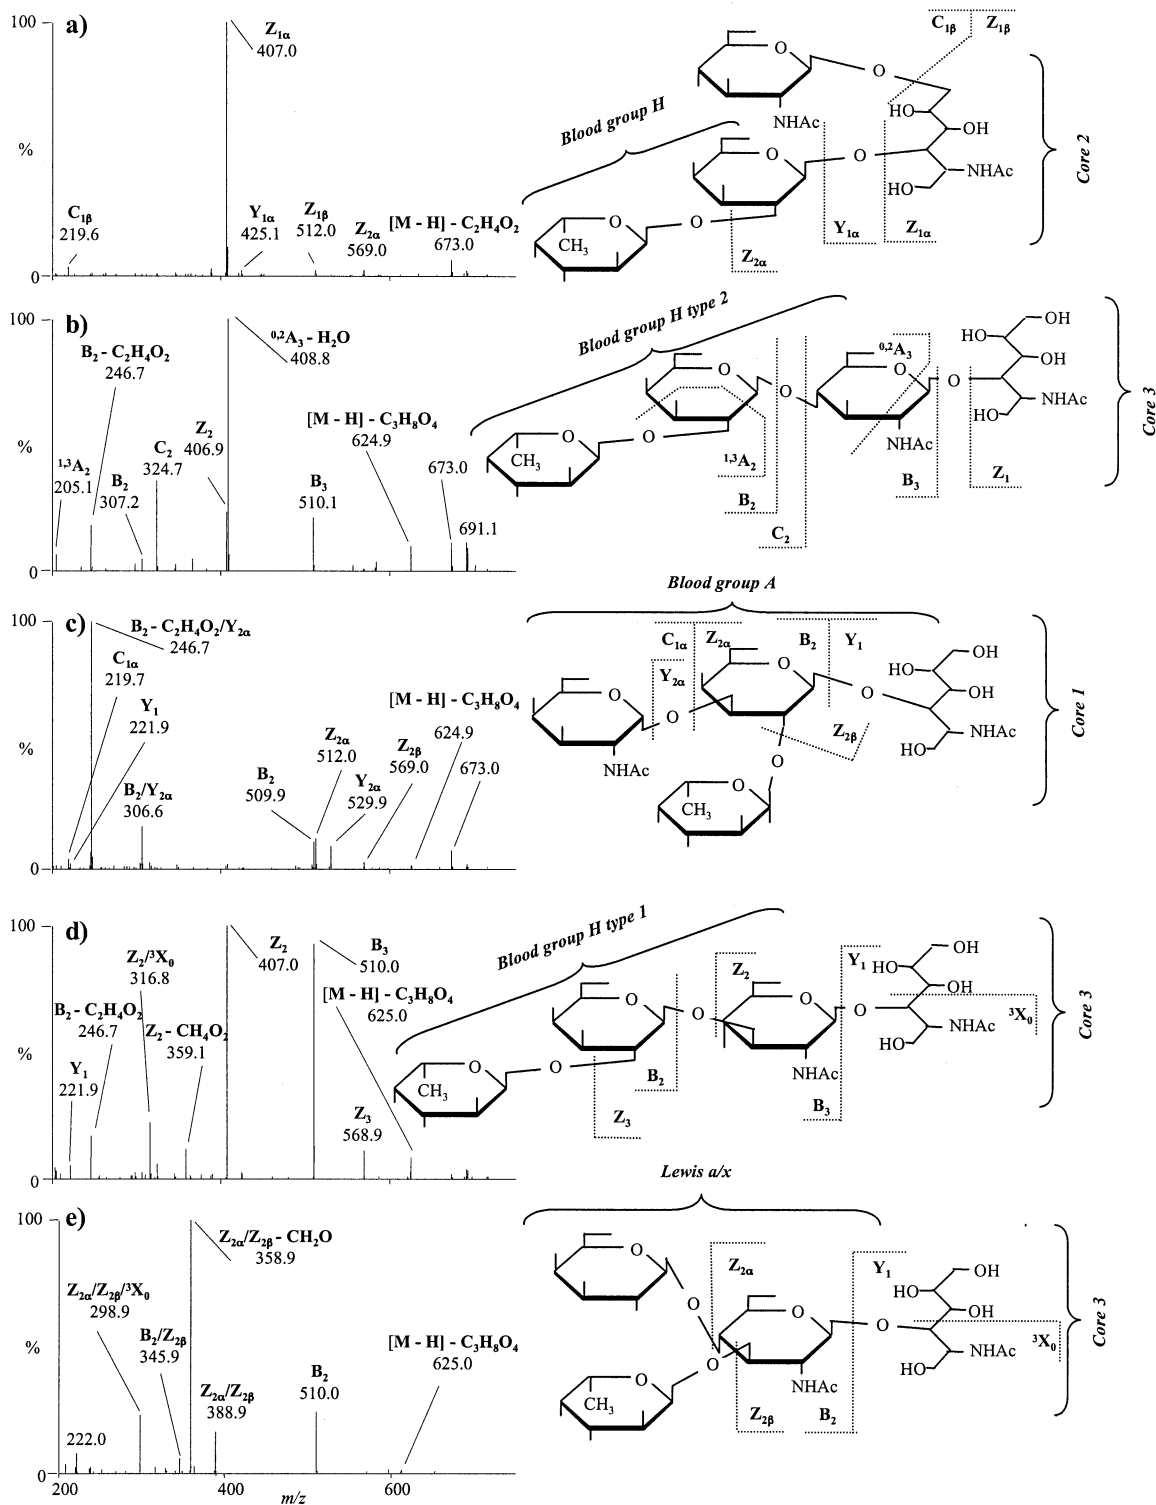 a)
100
%
0
Z1α
407.0
C1β
219.6
Y1α
425.1
Z1β
512.0
Z2α
569.0
[M - H] - C2H4O2
673.0
Blood group H
C1β Z1β
O
O
NHAc
HO
OH
O
O
NHAc
HO
O
O
CH3
Y1α
Z1α
Z2α
Core 2
b)
100
%
0
B2 - C2H4O2
246.7
0,2A3 - H2O
408.8
[M - H] - C3H8O4
624.9
Z2
406.9
C2
324.7
1,3A2
205.1
B2
307.2
B3
510.1
673.0
691.1
Blood group H type 2
0,2A3
OH
HO
OH
O
O
O
O
NHAc
HO
NHAc
O
O
CH3
1,3A2
B2
C2
B3
Z1
Core 3
c)
100
%
0
B2 - C2H4O2/Y2α
246.7
C1α
219.7
Y1
221.9
B2/Y2α
306.6
B2
509.9
Z2α
512.0
Y2α
529.9
Z2β
569.0
[M - H] - C3H8O4
624.9
673.0
Blood group A
C1α Z2α
B2 Y1
Y2α
OH
HO
OH
O
O
O
O
NHAc
HO
Z2β
NHAc
O
O
CH3
Core 1
d)
100
%
0
Z2/3X0
316.8
Z2
407.0
B3
510.0
[M - H] - C3H8O4
625.0
B2 - C2H4O2
246.7
Z2 - CH4O2
359.1
Y1
221.9
Z3
568.9
Blood group H type 1
Z2
Y1
OH
HO
OH
O
O
O
O
3X0
NHAc
HO
NHAc
O
O
CH3
B2
B3
Z3
Core 3
e)
100
%
0
Z2α/Z2β - CH2O
358.9
Z2α/Z2β/3X0
298.9
B2/Z2β
345.9
Z2α/Z2β
388.9
B2
510.0
[M - H] - C3H8O4
625.0
222.0
Lewis a/x
Z2α
Y1
OH
HO
OH
O
O
O
O
3X0
NHAc
HO
O
NHAc
O
CH3
Z2β
B2
Core 3
200
400
600
m/z